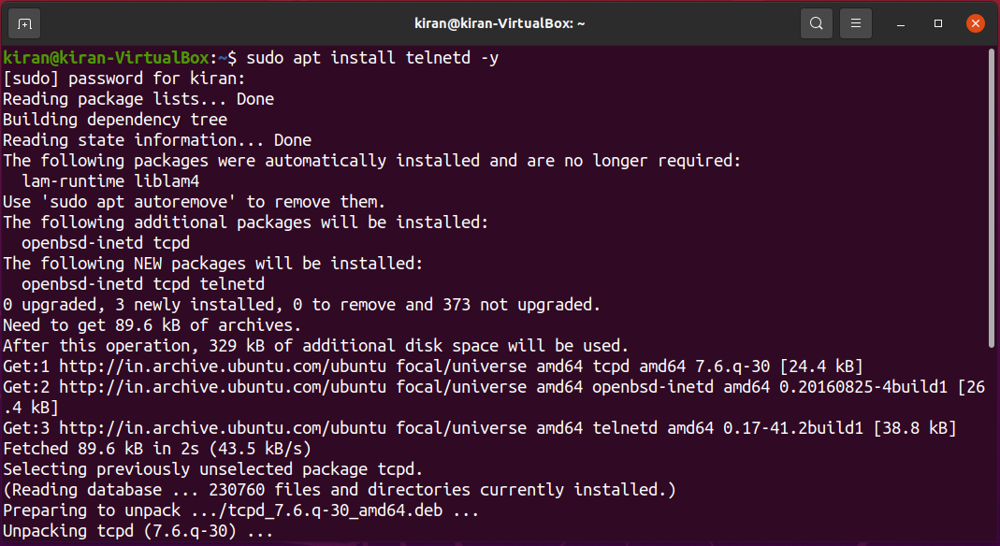 kiran@kiran-VirtualBox: ~
kiran@kiran-VirtualBox:~$ sudo apt install telnetd -y
[sudo] password for kiran:
Reading package lists... Done
Building dependency tree
Reading state information... Done
The following packages were automatically installed and are no longer required:
  lam-runtime liblam4
Use 'sudo apt autoremove' to remove them.
The following additional packages will be installed:
  openbsd-inetd tcpd
The following NEW packages will be installed:
  openbsd-inetd tcpd telnetd
0 upgraded, 3 newly installed, 0 to remove and 373 not upgraded.
Need to get 89.6 kB of archives.
After this operation, 329 kB of additional disk space will be used.
Get:1 http://in.archive.ubuntu.com/ubuntu focal/universe amd64 tcpd amd64 7.6.q-30 [24.4 kB]
Get:2 http://in.archive.ubuntu.com/ubuntu focal/universe amd64 openbsd-inetd amd64 0.20160825-4build1 [26
.4 kB]
Get:3 http://in.archive.ubuntu.com/ubuntu focal/universe amd64 telnetd amd64 0.17-41.2build1 [38.8 kB]
Fetched 89.6 kB in 2s (43.5 kB/s)
Selecting previously unselected package tcpd.
(Reading database ... 230760 files and directories currently installed.)
Preparing to unpack .../tcpd_7.6.q-30_amd64.deb ...
Unpacking tcpd (7.6.q-30) ...